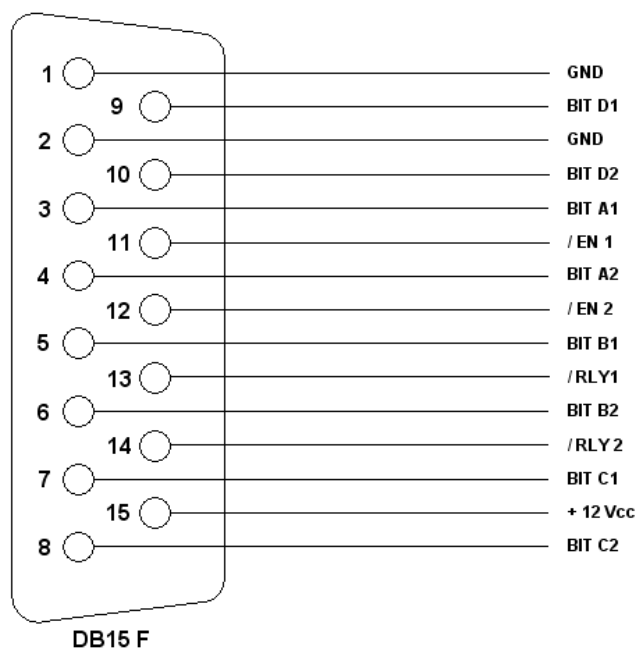 1 GND
9 BIT D1
2 GND
10 BIT D2
3 BIT A1
11 / EN 1
4 BIT A2
12 / EN 2
5 BIT B1
13 / RLY1
6 BIT B2
14 / RLY 2
7 BIT C1
15 + 12 Vcc
8 BIT C2
DB15 F